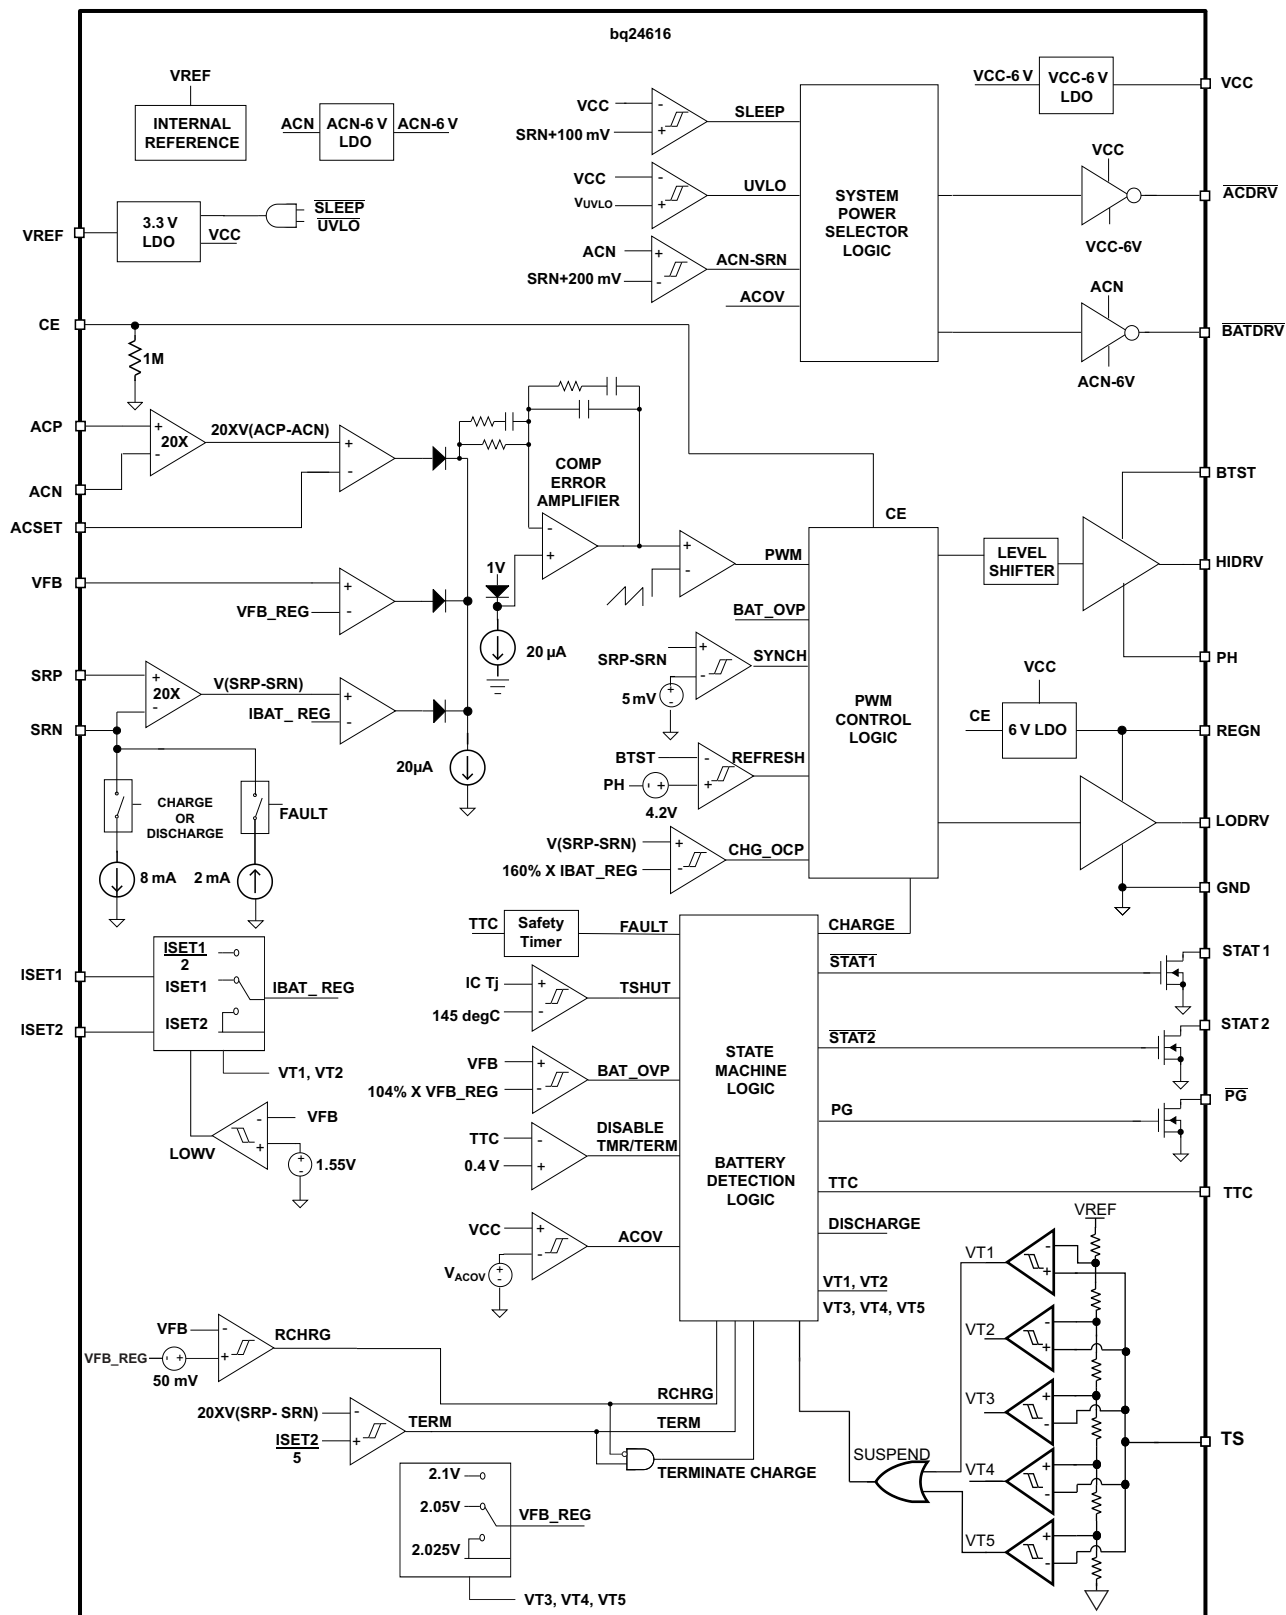 bq24616
VREF
INTERNAL
REFERENCE
ACN
ACN-6 V
LDO
ACN-6 V
VCC
SRN+100 mV
SLEEP
VCC
VUVLO
UVLO
ACN
SRN+200 mV
ACN-SRN
ACOV
SYSTEM
POWER
SELECTOR
LOGIC
VCC-6 V
VCC-6 V
LDO
VCC
VCC
VCC-6V
ACDRV
ACN
ACN-6V
BATDRV
VREF
3.3 V
LDO
SLEEP
UVLO
VCC
CE
1M
ACP
20X
20XV(ACP-ACN)
ACN
ACSET
COMP
ERROR
AMPLIFIER
VFB
VFB_REG
1V
20 µA
SRP
20X
V(SRP-SRN)
IBAT_ REG
SRN
20µA
CHARGE
OR
DISCHARGE
FAULT
8 mA
2 mA
CE
PWM
BAT_OVP
SRP-SRN
SYNCH
5 mV
BTST
REFRESH
PH
4.2V
V(SRP-SRN)
CHG_OCP
160% X IBAT_REG
PWM
CONTROL
LOGIC
LEVEL
SHIFTER
BTST
HIDRV
PH
VCC
CE
6 V LDO
REGN
LODRV
GND
ISET1
ISET2
ISET1
2
ISET1
ISET2
IBAT_ REG
VT1, VT2
VFB
LOWV
1.55V
TTC
Safety
Timer
FAULT
IC Tj
145 degC
TSHUT
VFB
104% X VFB_REG
BAT_OVP
TTC
0.4 V
DISABLE
TMR/TERM
VCC
VACOV
ACOV
STATE
MACHINE
LOGIC
BATTERY
DETECTION
LOGIC
CHARGE
STAT1
STAT 1
STAT2
STAT 2
PG
PG
TTC
TTC
DISCHARGE
VT1, VT2
VT3, VT4, VT5
VREF
VT1
VT2
VT3
VT4
VT5
TS
SUSPEND
VFB
VFB_REG
50 mV
RCHRG
RCHRG
20XV(SRP- SRN)
ISET2
5
TERM
TERM
TERMINATE CHARGE
2.1V
2.05V
2.025V
VFB_REG
VT3, VT4, VT5